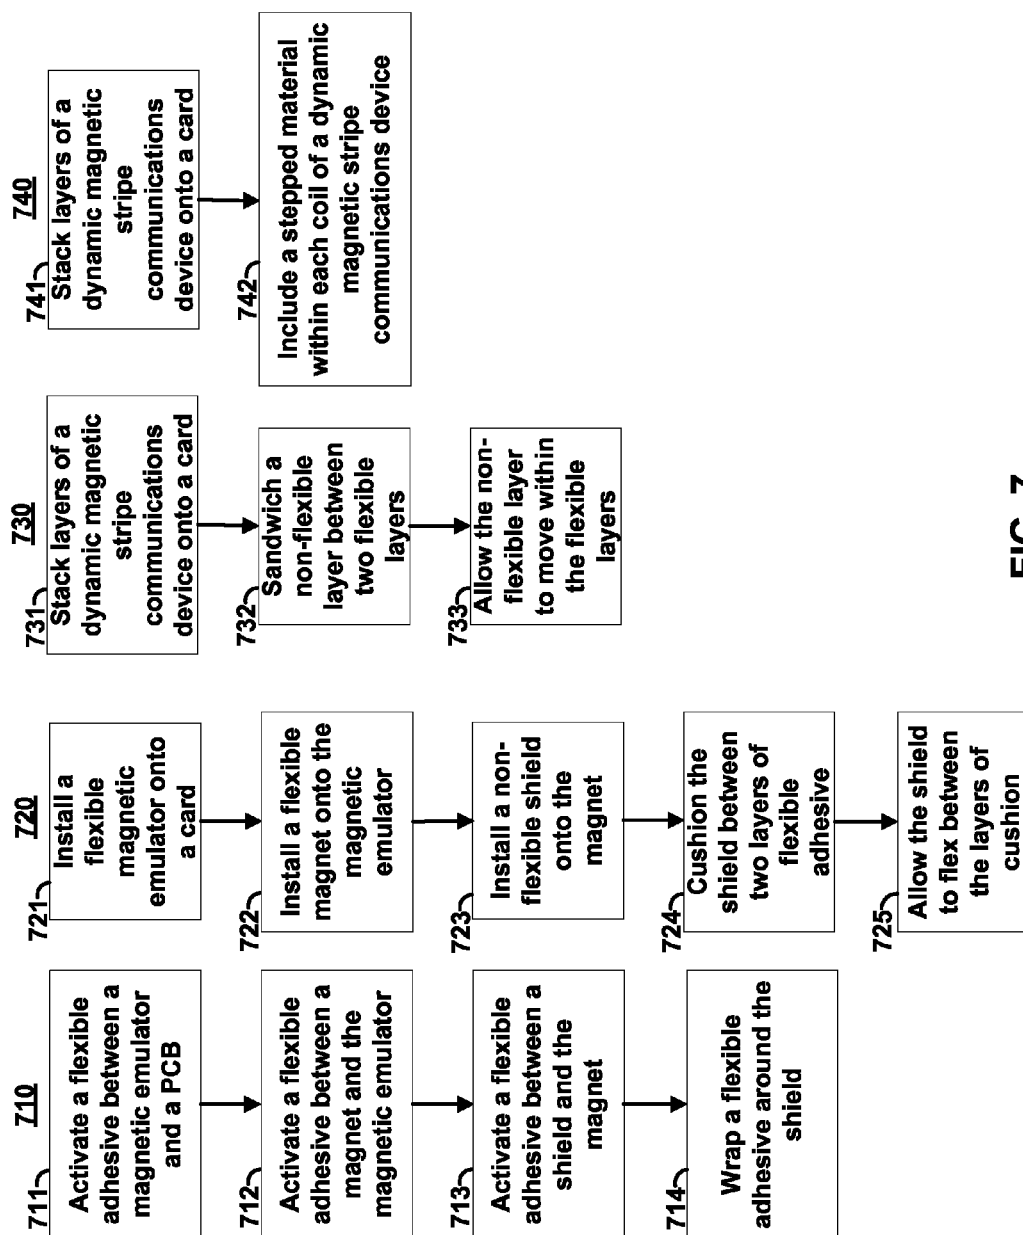 710
711
Activate a flexible
adhesive between a
magnetic emulator
and a PCB
712
Activate a flexible
adhesive between a
magnet and the
magnetic emulator
713
Activate a flexible
adhesive between a
shield and the
magnet
714
Wrap a flexible
adhesive around the
shield
720
721
Install a
flexible
magnetic
emulator onto
a card
722
Install a flexible
magnet onto the
magnetic
emulator
723
Install a non-
flexible shield
onto the
magnet
724
Cushion the
shield between
two layers of
flexible
adhesive
725
Allow the shield
to flex between
the layers of
cushion
730
731
Stack layers of a
dynamic magnetic
stripe
communications
device onto a card
732
Sandwich a
non-flexible
layer between
two flexible
layers
733
Allow the non-
flexible layer
to move within
the flexible
layers
740
741
Stack layers of a
dynamic magnetic
stripe
communications
device onto a card
742
Include a stepped material
within each coil of a dynamic
magnetic stripe
communications device
FIG. 7